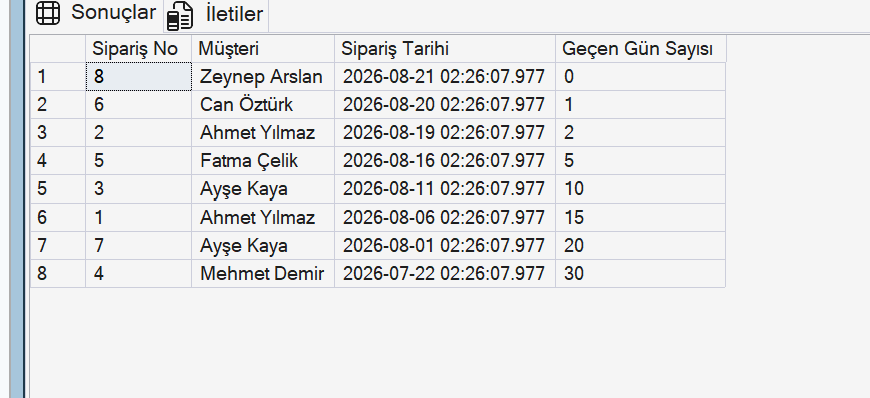 Sonuçlar İletiler
Sipariş No Müşteri Sipariş Tarihi Geçen Gün Sayısı
1 8 Zeynep Arslan 2026-08-21 02:26:07.977 0
2 6 Can Öztürk 2026-08-20 02:26:07.977 1
3 2 Ahmet Yılmaz 2026-08-19 02:26:07.977 2
4 5 Fatma Çelik 2026-08-16 02:26:07.977 5
5 3 Ayşe Kaya 2026-08-11 02:26:07.977 10
6 1 Ahmet Yılmaz 2026-08-06 02:26:07.977 15
7 7 Ayşe Kaya 2026-08-01 02:26:07.977 20
8 4 Mehmet Demir 2026-07-22 02:26:07.977 30